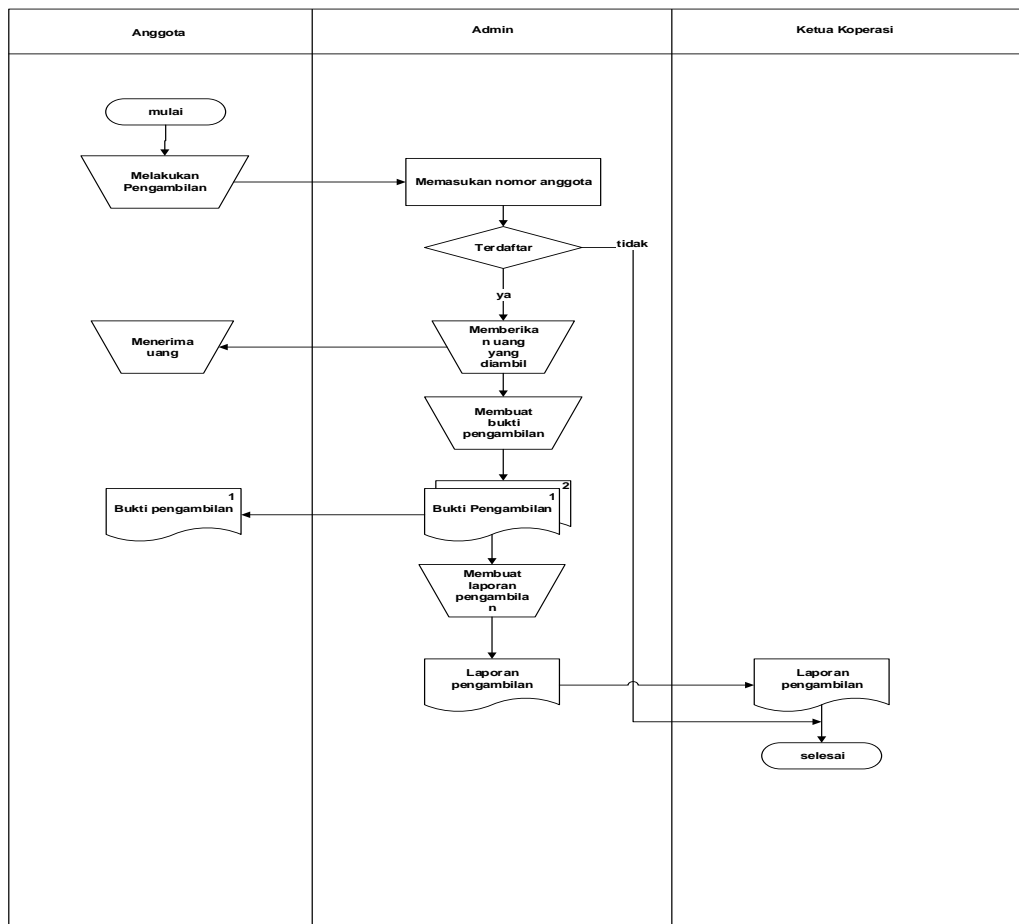 Anggota
Admin
Ketua Koperasi
mulai
Melakukan
Pengambilan
Memasukan nomor anggota
Terdaftar
tidak
ya
Menerima
uang
Memberika
n uang
yang
diambil
Membuat
bukti
pengambilan
1
Bukti pengambilan
2
1
Bukti Pengambilan
Membuat
laporan
pengambila
n
Laporan
pengambilan
Laporan
pengambilan
selesai